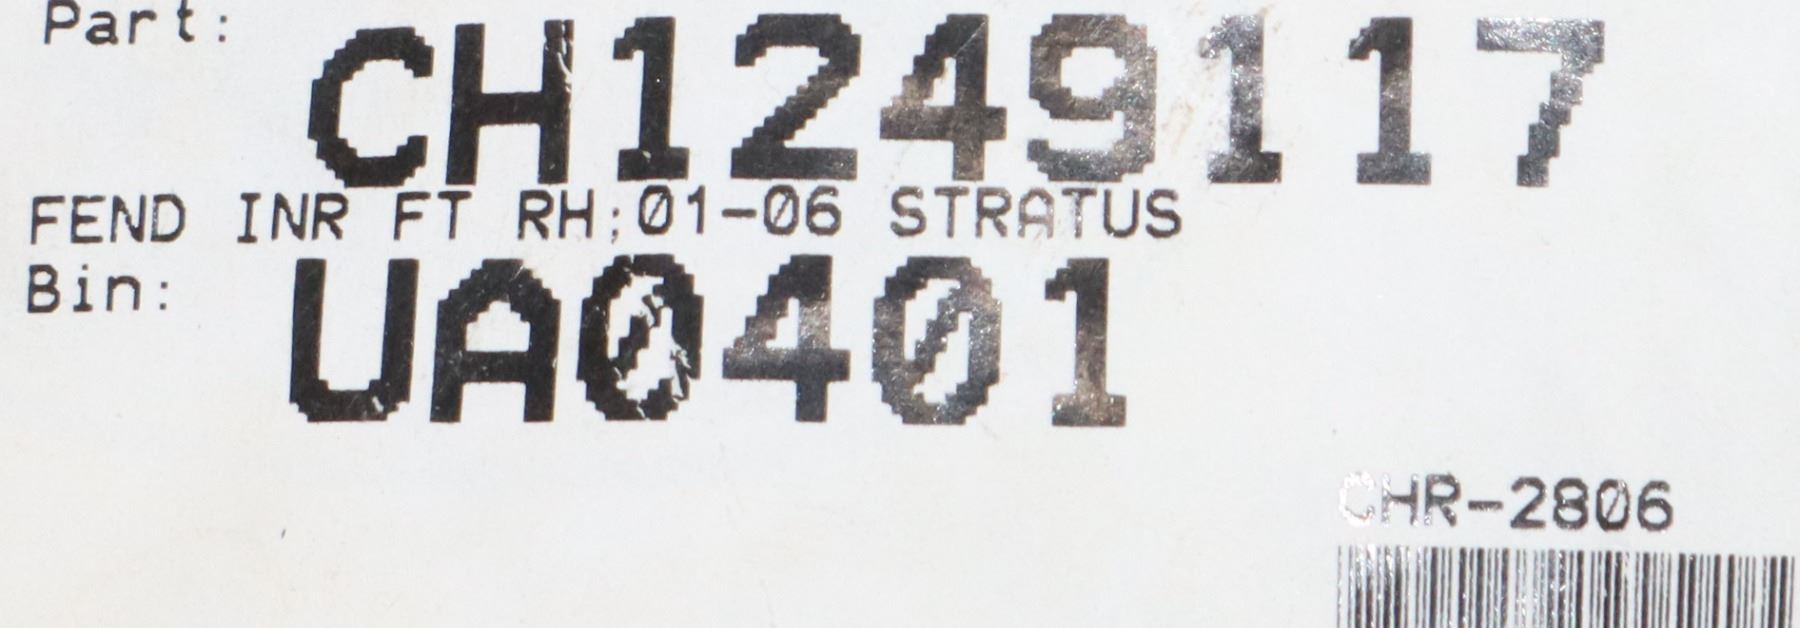 Part: CH1249117
FEND INR FT RH;01-06 STRATUS
Bin: UA0401
CHR-2806